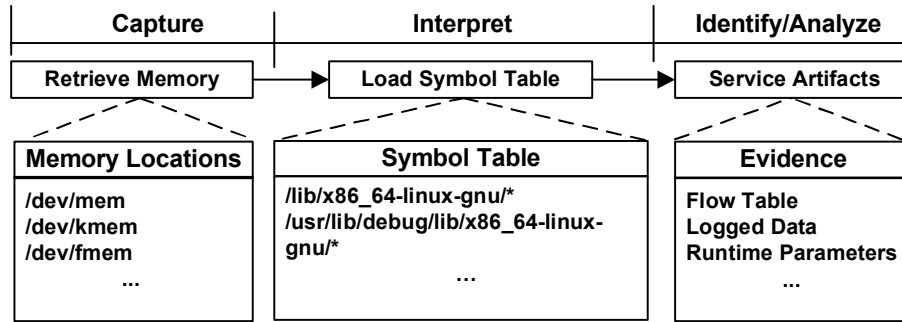 Capture
Interpret
Identify/Analyze
Retrieve Memory
Load Symbol Table
Service Artifacts
Memory Locations
/dev/mem
/dev/kmem
/dev/fmem
...
Symbol Table
/lib/x86_64-linux-gnu/*
/usr/lib/debug/lib/x86_64-linux-
gnu/*
...
Evidence
Flow Table
Logged Data
Runtime Parameters
...